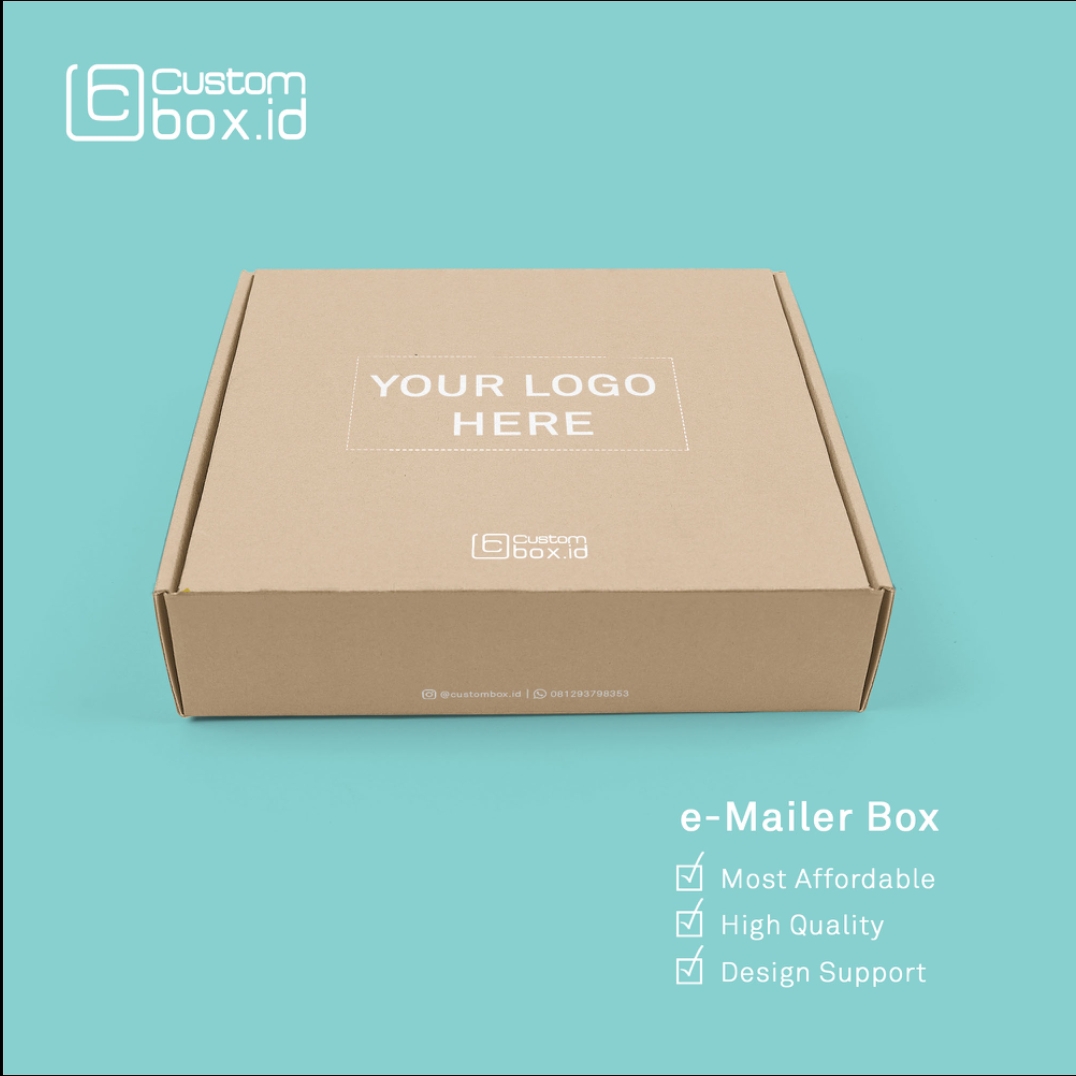 Custom
box.id
YOUR LOGO
HERE
Custom
box.id
@custombox.id | 081293798353
e-Mailer Box
Most Affordable
High Quality
Design Support